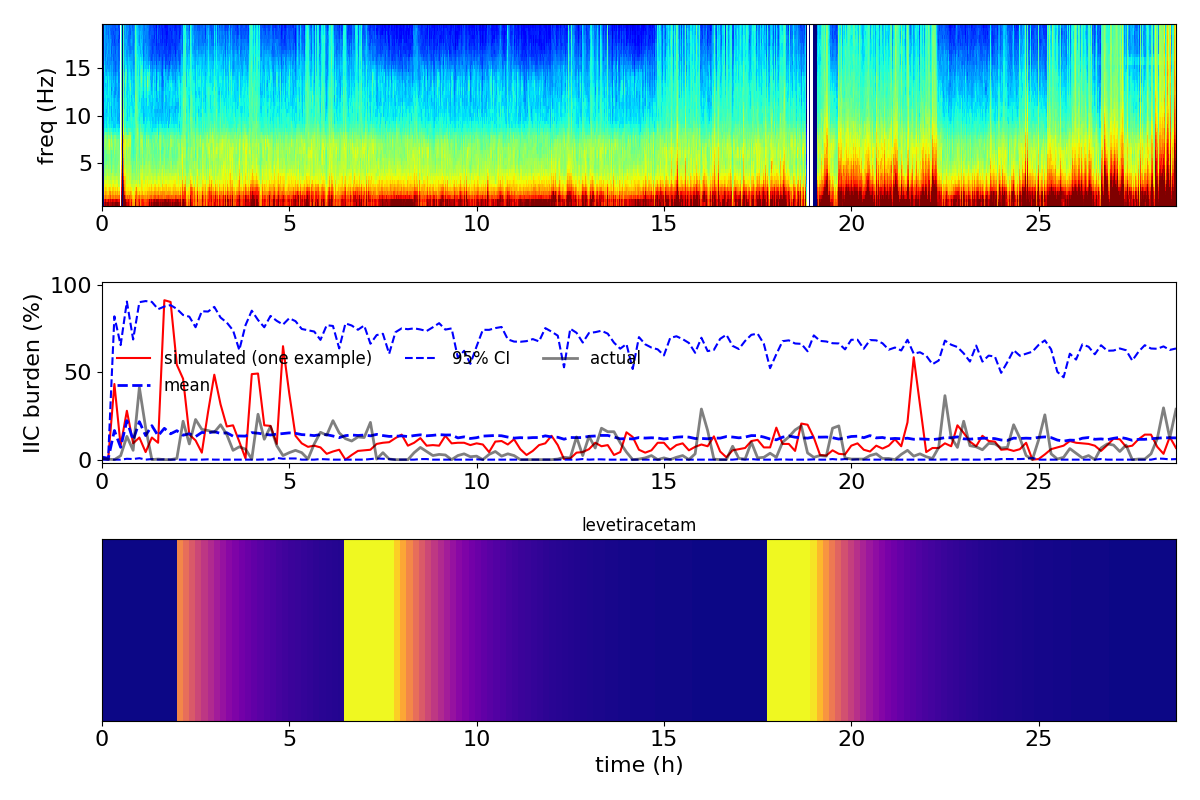 freq (Hz)
15
10
5
0 5 10 15 20 25
IIC burden (%)
100
50
0
simulated (one example) 95% CI actual
mean
0 5 10 15 20 25
levetiracetam
0 5 10 15 20 25
time (h)